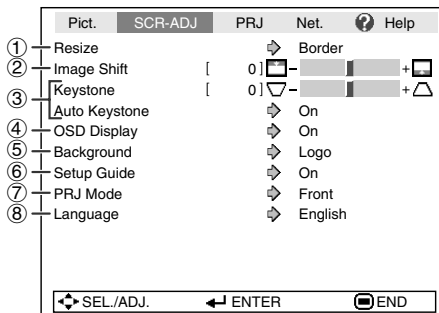 Pict. SCR-ADJ PRJ Net. ? Help
① Resize Border
② Image Shift [ 0 ] − +
③ Keystone [ 0 ] − +
Auto Keystone On
④ OSD Display On
⑤ Background Logo
⑥ Setup Guide On
⑦ PRJ Mode Front
⑧ Language English
SEL./ADJ. ENTER END